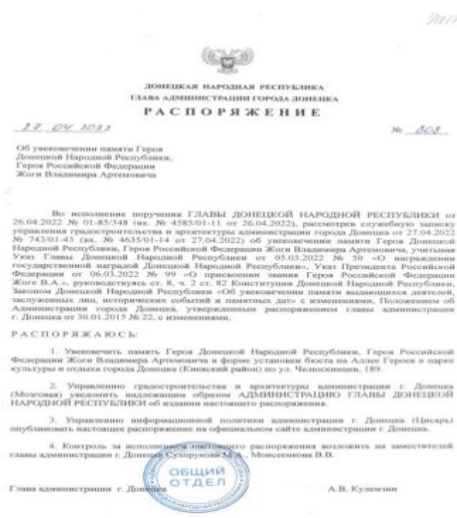 ДОНЕЦКАЯ НАРОДНАЯ РЕСПУБЛИКА
ГЛАВА АДМИНИСТРАЦИИ ГОРОДА ДОНЕЦКА
РАСПОРЯЖЕНИЕ
27 04 2022 № 808
Об увековечении памяти Героя
Донецкой Народной Республики,
Героя Российской Федерации
Жоги Владимира Артемовича
Во исполнение поручения ГЛАВЫ ДОНЕЦКОЙ НАРОДНОЙ РЕСПУБЛИКИ от
26.04.2022 № 01-85/348 (вх. № 4585/01-11 от 26.04.2022), рассмотрев служебную записку
управления градостроительства и архитектуры администрации города Донецка от 27.04.2022
№ 743/01-43 (вх. № 4635/01-14 от 27.04.2022) об увековечении памяти Героя Донецкой
Народной Республики, Героя Российской Федерации Жоги Владимира Артемовича, учитывая
Указ Главы Донецкой Народной Республики от 05.03.2022 № 50 «О награждении
государственной наградой Донецкой Народной Республики», Указ Президента Российской
Федерации от 06.03.2022 № 99 «О присвоении звания Героя Российской Федерации
Жоге В.А.», руководствуясь ст. 8, ч. 2 ст. 82 Конституции Донецкой Народной Республики,
Законом Донецкой Народной Республики «Об увековечении памяти выдающихся деятелей,
заслуженных лиц, исторических событий и памятных дат» с изменениями, Положением об
Администрации города Донецка, утвержденным распоряжением главы администрации
г. Донецка от 30.01.2015 № 22, с изменениями,
РАСПОРЯЖАЮСЬ:
1. Увековечить память Героя Донецкой Народной Республики, Героя Российской
Федерации Жоги Владимира Артемовича в форме установки бюста на Аллее Героев в парке
культуры и отдыха города Донецка (Киевский район) по ул. Челюскинцев, 189.
2. Управлению градостроительства и архитектуры администрации г. Донецка
(Мозговая) уведомить надлежащим образом АДМИНИСТРАЦИЮ ГЛАВЫ ДОНЕЦКОЙ
НАРОДНОЙ РЕСПУБЛИКИ об издании настоящего распоряжения.
3. Управлению информационной политики администрации г. Донецка (Цисарь)
опубликовать настоящее распоряжение на официальном сайте администрации г. Донецка.
4. Контроль за исполнением настоящего распоряжения возложить на заместителей
главы администрации г. Донецка Сухорукова М.А., Моисеенкова В.В.
ОБЩИЙ
ОТДЕЛ
Глава администрации г. Донецка А.В. Кулемзин